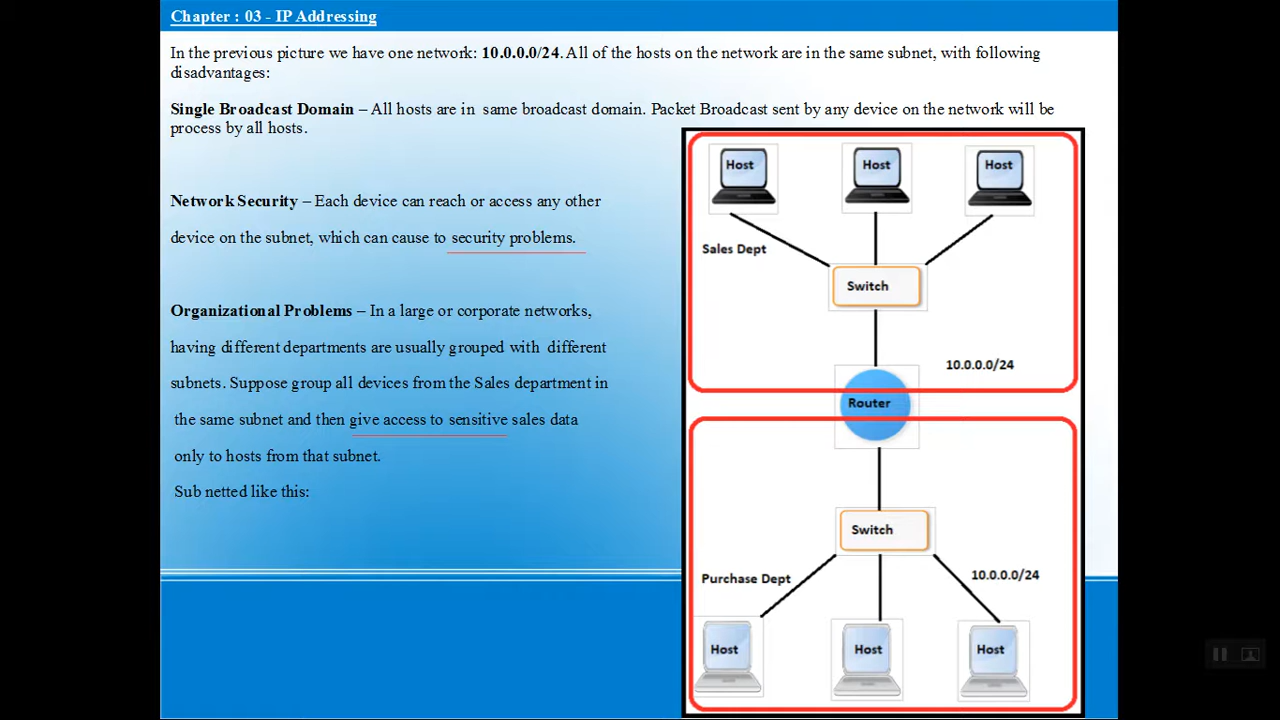 Chapter : 03 - IP Addressing
In the previous picture we have one network: 10.0.0.0/24. All of the hosts on the network are in the same subnet, with following
disadvantages:
Single Broadcast Domain – All hosts are in same broadcast domain. Packet Broadcast sent by any device on the network will be
process by all hosts.
Network Security – Each device can reach or access any other
device on the subnet, which can cause to security problems.
Organizational Problems – In a large or corporate networks,
having different departments are usually grouped with different
subnets. Suppose group all devices from the Sales department in
the same subnet and then give access to sensitive sales data
only to hosts from that subnet.
Sub netted like this:
Host
Host
Host
Sales Dept
Switch
10.0.0.0/24
Router
Switch
Purchase Dept
10.0.0.0/24
Host
Host
Host